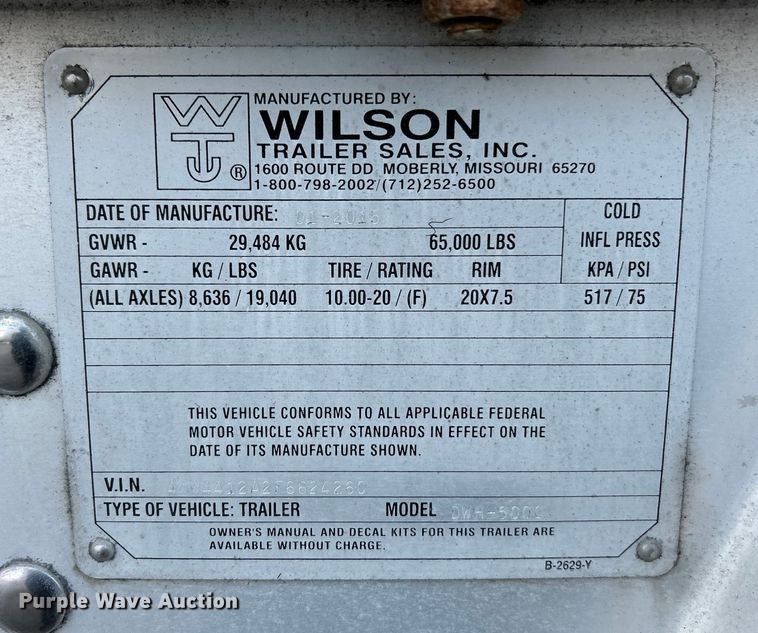 WT ®
MANUFACTURED BY:
WILSON
TRAILER SALES, INC.
1600 ROUTE DD MOBERLY, MISSOURI 65270
1-800-798-2002/(712)252-6500
DATE OF MANUFACTURE: 01-2015 COLD
GVWR - 29,484 KG 65,000 LBS INFL PRESS
GAWR - KG / LBS TIRE / RATING RIM KPA / PSI
(ALL AXLES) 8,636 / 19,040 10.00-20 / (F) 20X7.5 517 / 75
THIS VEHICLE CONFORMS TO ALL APPLICABLE FEDERAL
MOTOR VEHICLE SAFETY STANDARDS IN EFFECT ON THE
DATE OF ITS MANUFACTURE SHOWN.
V.I.N.
TYPE OF VEHICLE: TRAILER MODEL
OWNER'S MANUAL AND DECAL KITS FOR THIS TRAILER ARE
AVAILABLE WITHOUT CHARGE.
B-2629-Y
Purple Wave Auction